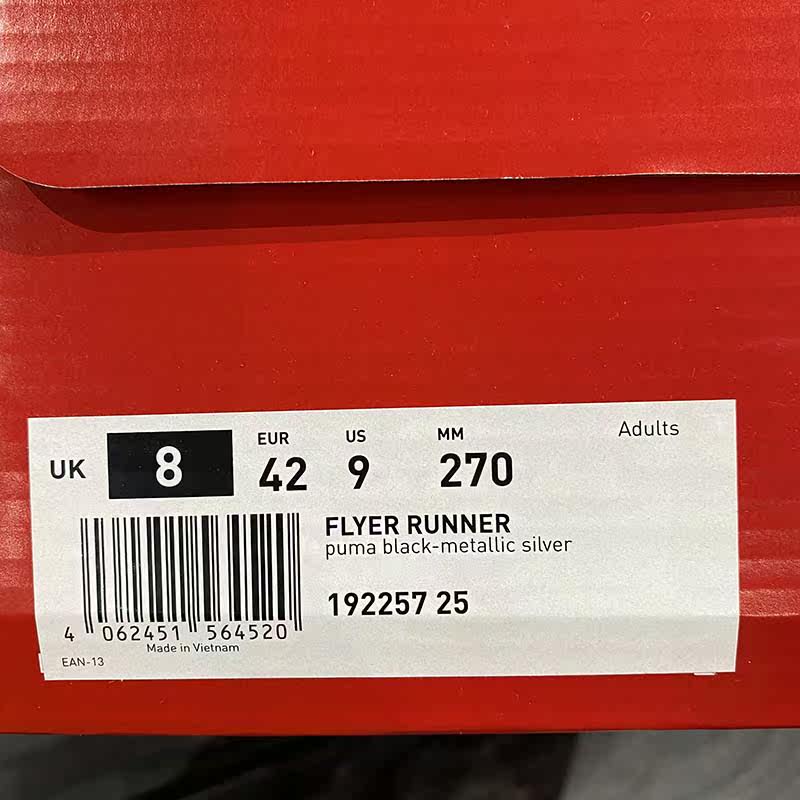 Adults
UK 8
EUR 42
US 9
MM 270
FLYER RUNNER
puma black-metallic silver
192257 25
4 062451 564520
Made in Vietnam
EAN-13